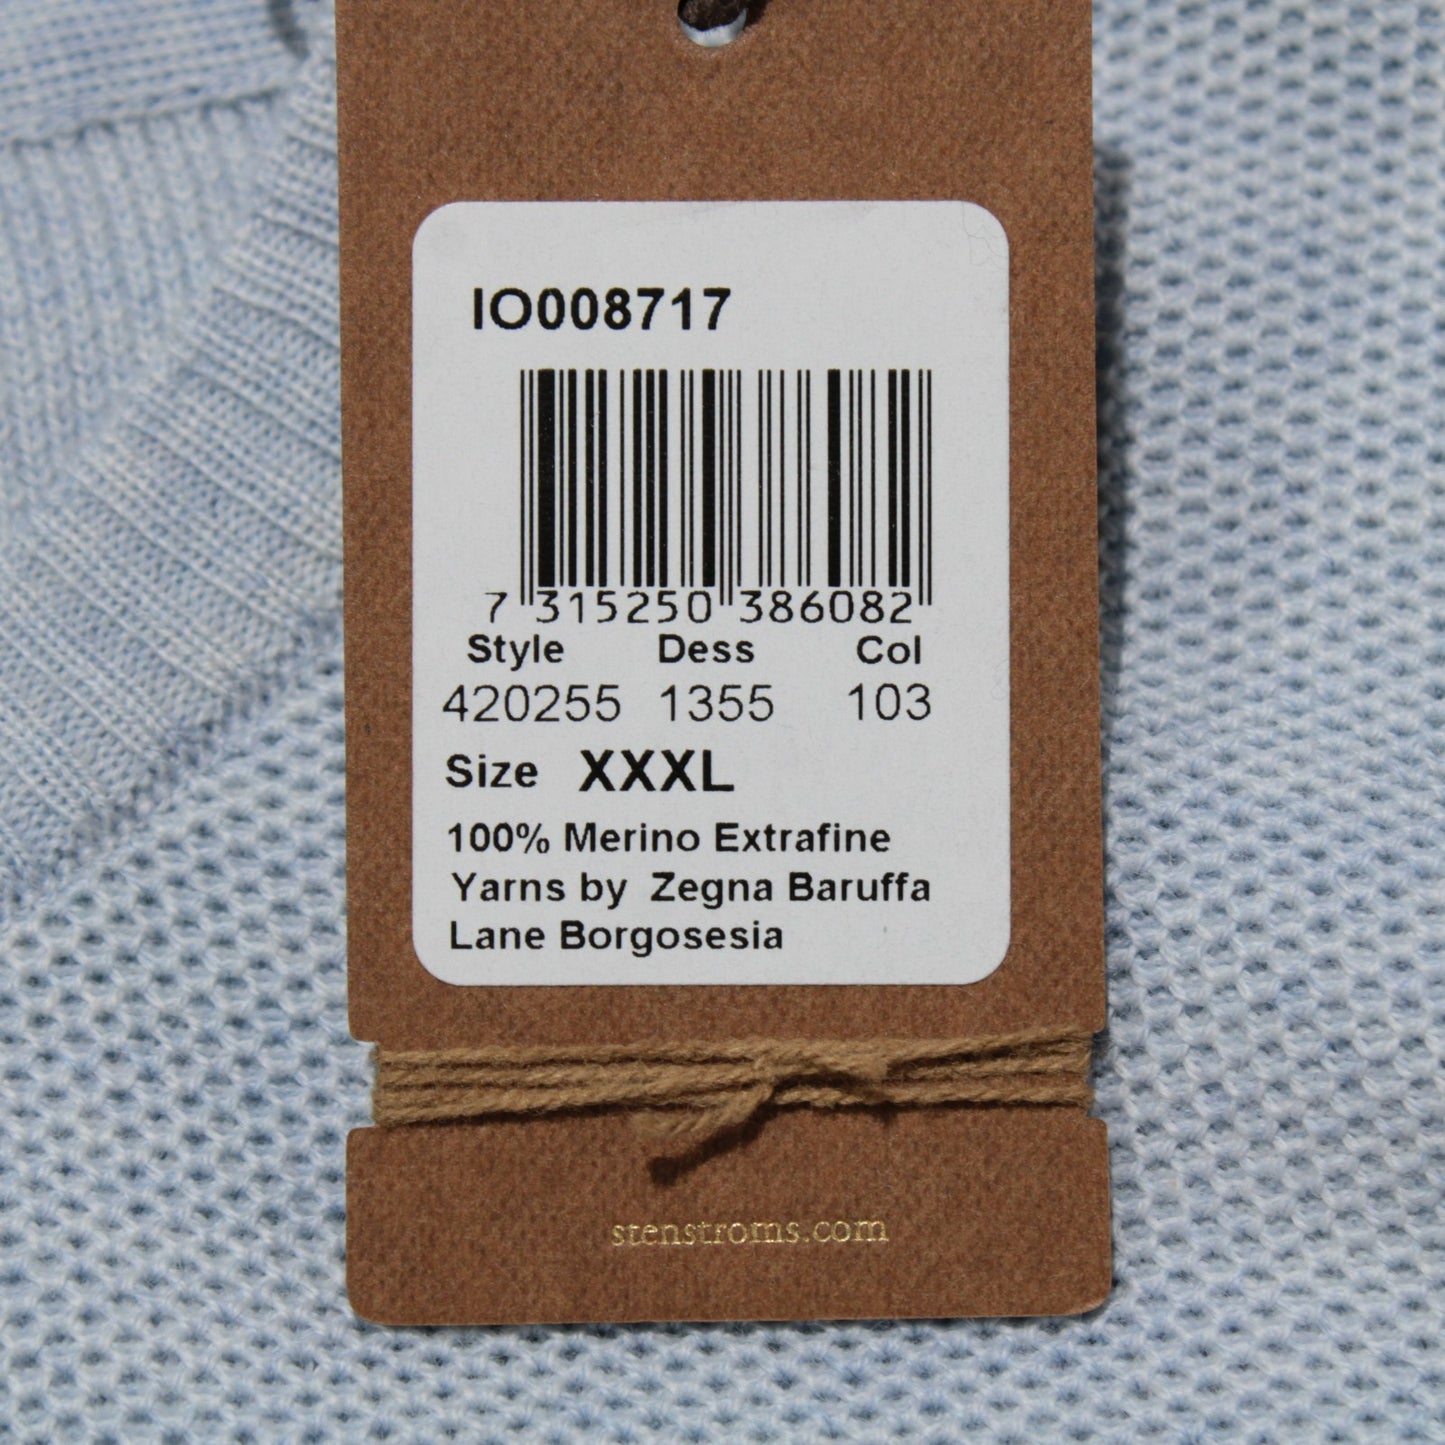 IO008717
7 315250 386082
Style Dess Col
420255 1355 103
Size XXXL
100% Merino Extrafine
Yarns by Zegna Baruffa
Lane Borgosesia
stenstroms.com